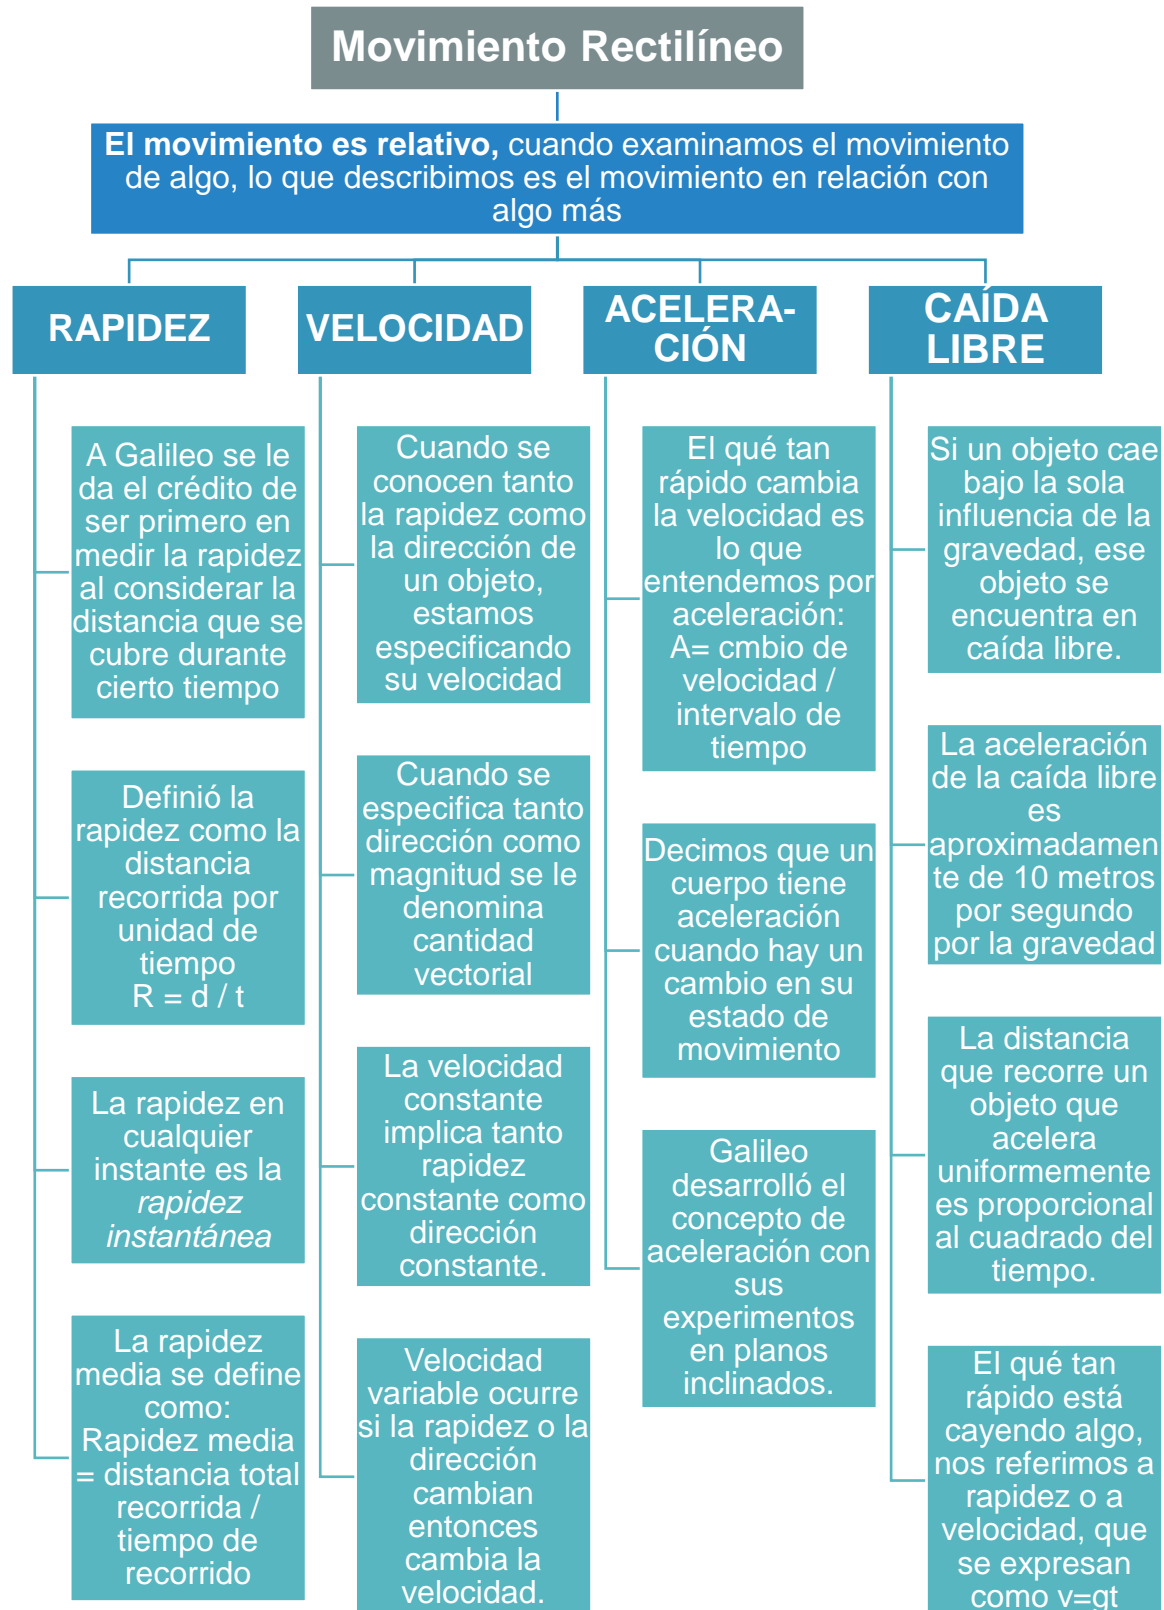 Movimiento Rectilíneo
El movimiento es relativo, cuando examinamos el movimiento
de algo, lo que describimos es el movimiento en relación con
algo más
RAPIDEZ
A Galileo se le
da el crédito de
ser primero en
medir la rapidez
al considerar la
distancia que se
cubre durante
cierto tiempo
Definió la
rapidez como la
distancia
recorrida por
unidad de
tiempo
R = d / t
La rapidez en
cualquier
instante es la
rapidez
instantánea
La rapidez
media se define
como:
Rapidez media
= distancia total
recorrida /
tiempo de
recorrido
VELOCIDAD
Cuando se
conocen tanto
la rapidez como
la dirección de
un objeto,
estamos
especificando
su velocidad
Cuando se
especifica tanto
dirección como
magnitud se le
denomina
cantidad
vectorial
La velocidad
constante
implica tanto
rapidez
constante como
dirección
constante.
Velocidad
variable ocurre
si la rapidez o la
dirección
cambian
entonces
cambia la
velocidad.
ACELERA-
CIÓN
El qué tan
rápido cambia
la velocidad es
lo que
entendemos por
aceleración:
A= cmbio de
velocidad /
intervalo de
tiempo
Decimos que un
cuerpo tiene
aceleración
cuando hay un
cambio en su
estado de
movimiento
Galileo
desarrolló el
concepto de
aceleración con
sus
experimentos
en planos
inclinados.
CAÍDA
LIBRE
Si un objeto cae
bajo la sola
influencia de la
gravedad, ese
objeto se
encuentra en
caída libre.
La aceleración
de la caída libre
es
aproximadamen
te de 10 metros
por segundo
por la gravedad
La distancia
que recorre un
objeto que
acelera
uniformemente
es proporcional
al cuadrado del
tiempo.
El qué tan
rápido está
cayendo algo,
nos referimos a
rapidez o a
velocidad, que
se expresan
como v=gt